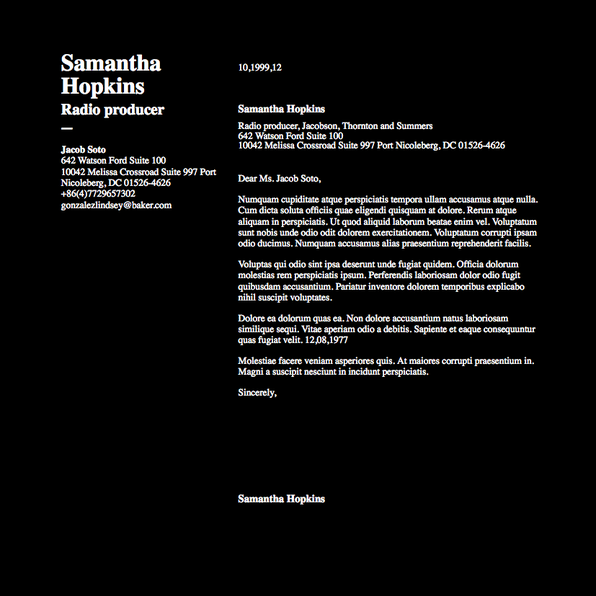 Samantha
Hopkins
Radio producer
—
Jacob Soto
642 Watson Ford Suite 100
10042 Melissa Crossroad Suite 997 Port
Nicoleberg, DC 01526-4626
+86(4)7729657302
gonzalezlindsey@baker.com
10,1999,12
Samantha Hopkins
Radio producer, Jacobson, Thornton and Summers
642 Watson Ford Suite 100
10042 Melissa Crossroad Suite 997 Port Nicoleberg, DC 01526-4626
Dear Ms. Jacob Soto,
Numquam cupiditate atque perspiciatis tempora ullam accusamus atque nulla.
Cum dicta soluta officiis quae eligendi quisquam at dolore. Rerum atque
aliquam in perspiciatis. Ut quod aliquid laborum beatae enim vel. Voluptatum
sunt nobis unde odio odit dolorem exercitationem. Voluptatum corrupti ipsam
odio ducimus. Numquam accusamus alias praesentium reprehenderit facilis.
Voluptas qui odio sint ipsa deserunt unde fugiat quidem. Officia dolorum
molestias rem perspiciatis ipsum. Perferendis laboriosam dolor odio fugit
quibusdam accusantium. Pariatur inventore dolorem temporibus explicabo
nihil suscipit voluptates.
Dolore ea dolorum quas ea. Non dolore accusantium natus laboriosam
similique sequi. Vitae aperiam odio a debitis. Sapiente et eaque consequuntur
quas fugiat velit. 12,08,1977
Molestiae facere veniam asperiores quis. At maiores corrupti praesentium in.
Magni a suscipit nesciunt in incidunt perspiciatis.
Sincerely,
Samantha Hopkins